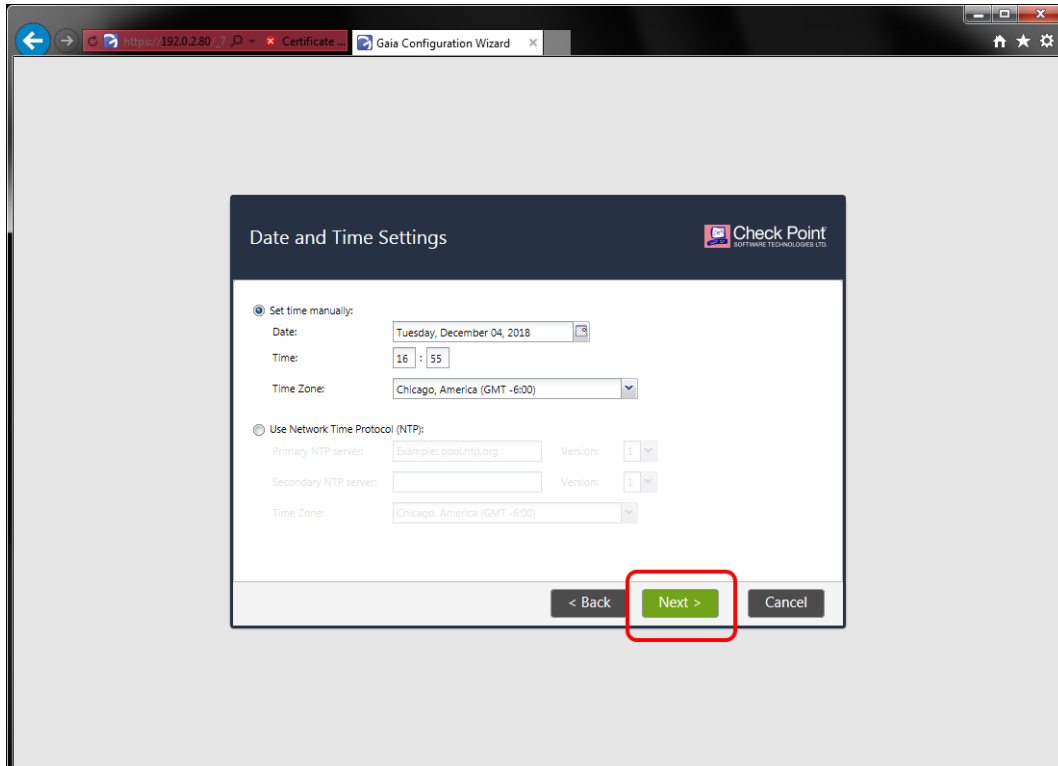 https://192.0.2.80/ Certificate ... Gaia Configuration Wizard
Date and Time Settings
Check Point
SOFTWARE TECHNOLOGIES LTD.
Set time manually:
Date: Tuesday, December 04, 2018
Time: 16 : 55
Time Zone: Chicago, America (GMT -6:00)
Use Network Time Protocol (NTP):
Primary NTP server: Example: pool.ntp.org Version: 1
Secondary NTP server: Version: 1
Time Zone: Chicago, America (GMT -6:00)
< Back Next > Cancel